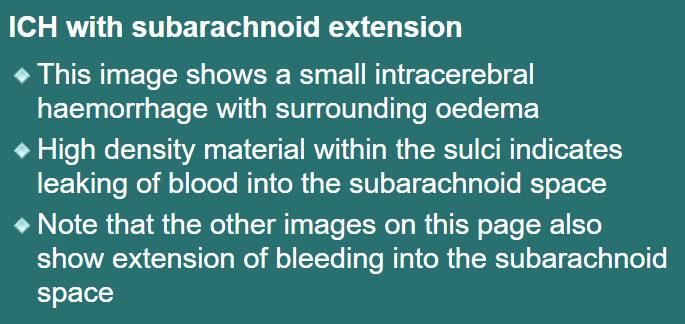 ICH with subarachnoid extension
This image shows a small intracerebral
haemorrhage with surrounding oedema
High density material within the sulci indicates
leaking of blood into the subarachnoid space
Note that the other images on this page also
show extension of bleeding into the subarachnoid
space